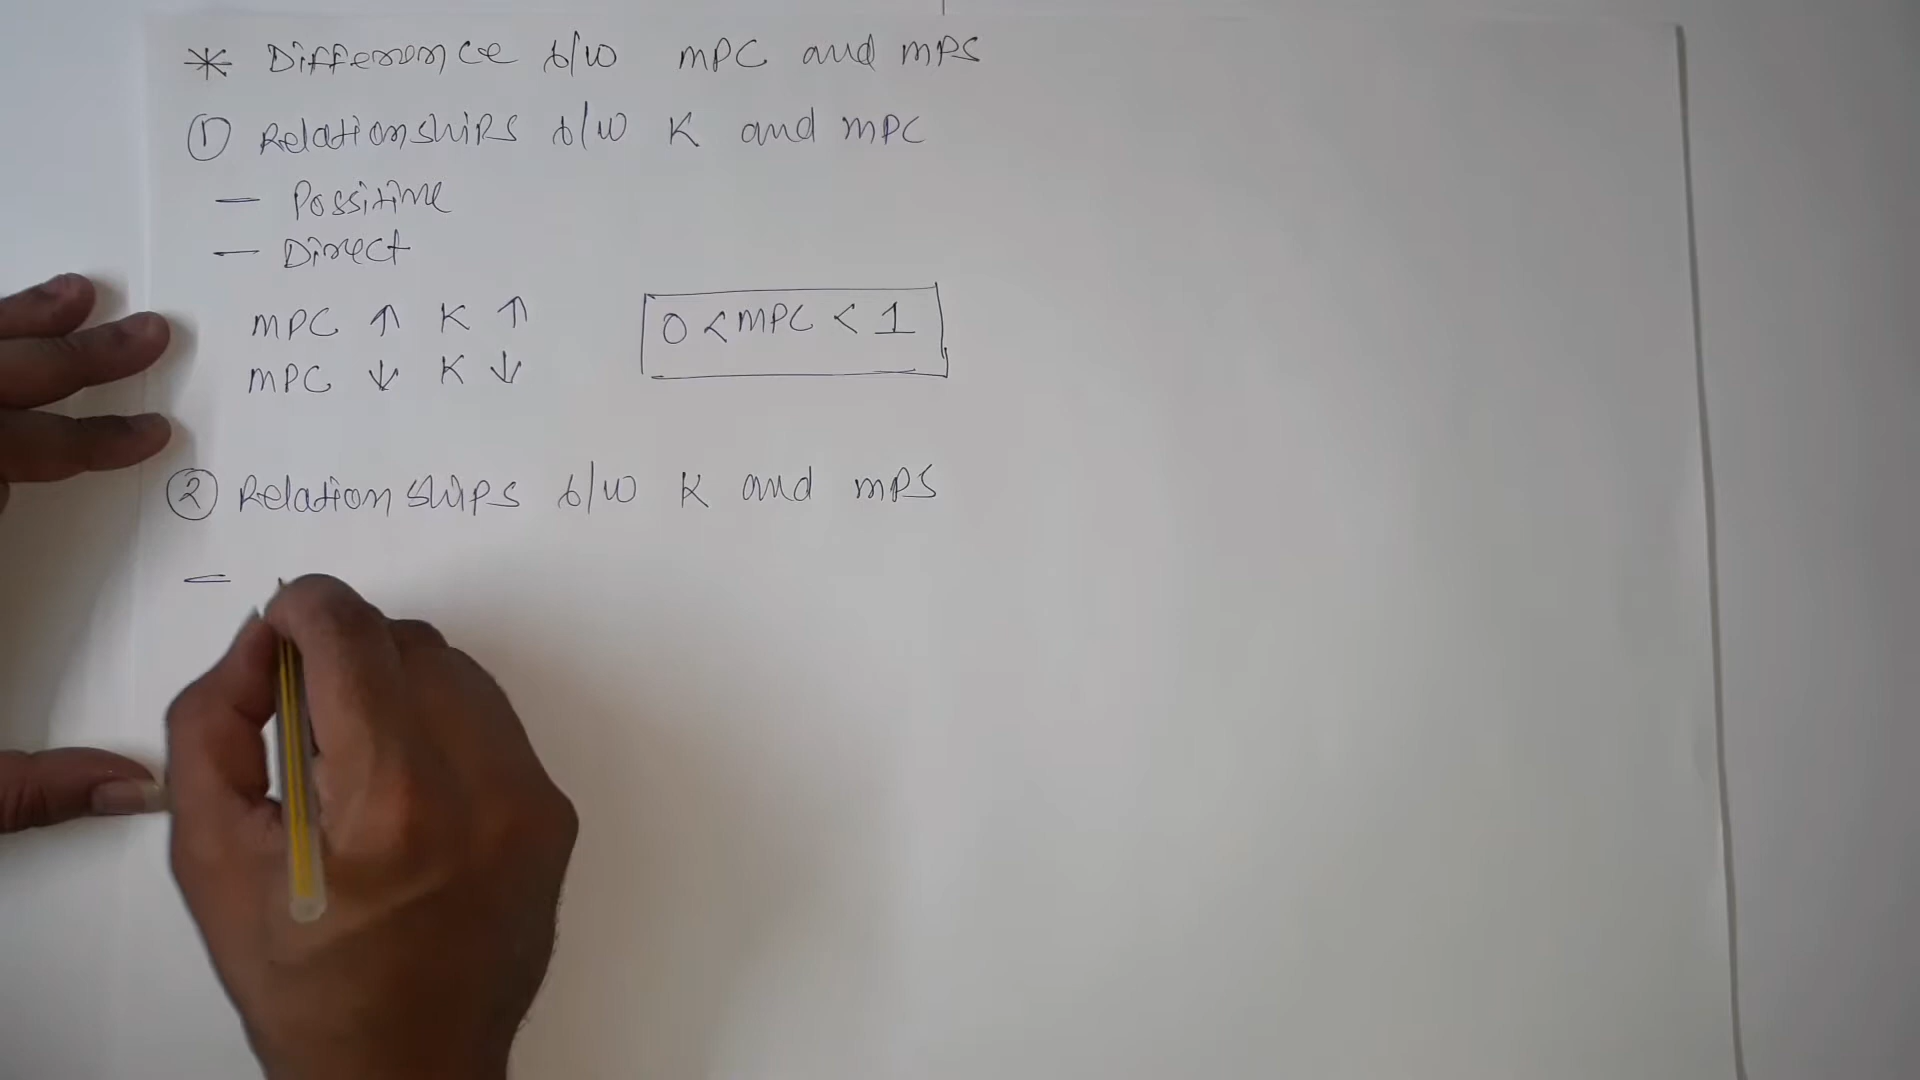 * Difference b/w MPC and MPS
① Relationships b/w K and MPC
— Possitive
— Direct
MPC ↑ K ↑
0 < MPC < 1
MPC ↓ K ↓
② Relationships b/w K and MPS
—